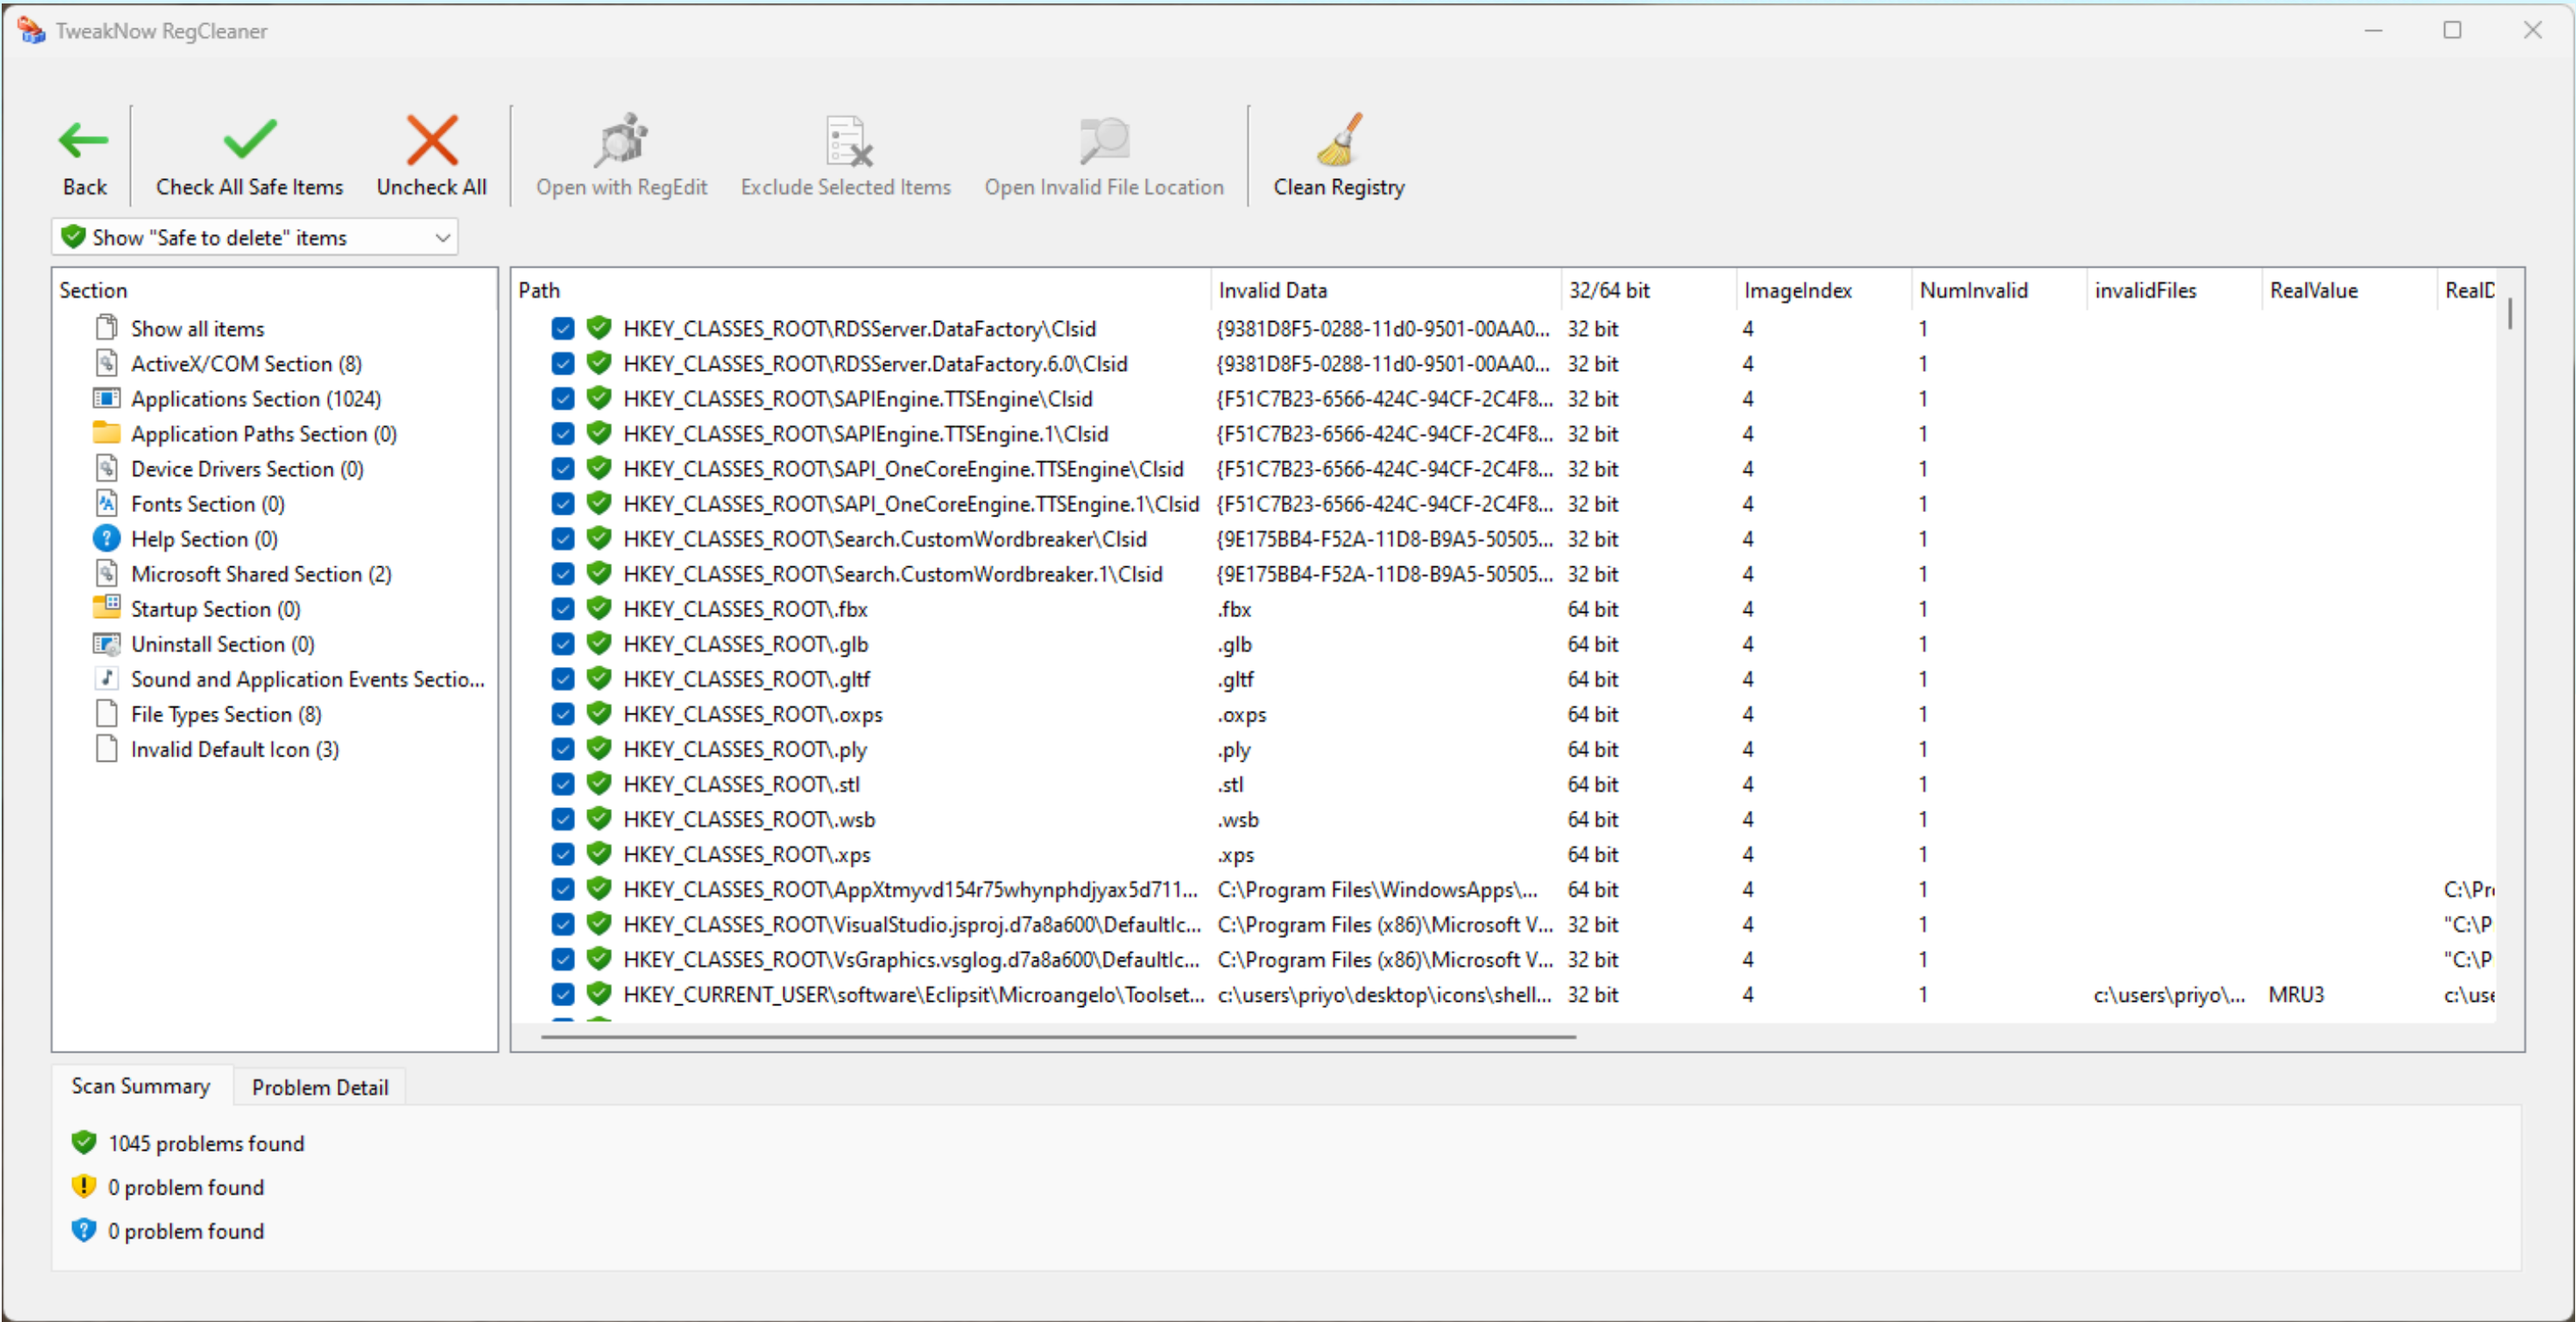 TweakNow RegCleaner
Back Check All Safe Items Uncheck All Open with RegEdit Exclude Selected Items Open Invalid File Location Clean Registry
Show "Safe to delete" items
Section
Show all items
ActiveX/COM Section (8)
Applications Section (1024)
Application Paths Section (0)
Device Drivers Section (0)
Fonts Section (0)
Help Section (0)
Microsoft Shared Section (2)
Startup Section (0)
Uninstall Section (0)
Sound and Application Events Sectio...
File Types Section (8)
Invalid Default Icon (3)
Path Invalid Data 32/64 bit ImageIndex NumInvalid invalidFiles RealValue RealD
HKEY_CLASSES_ROOT\RDSServer.DataFactory\Clsid {9381D8F5-0288-11d0-9501-00AA0... 32 bit 4 1
HKEY_CLASSES_ROOT\RDSServer.DataFactory.6.0\Clsid {9381D8F5-0288-11d0-9501-00AA0... 32 bit 4 1
HKEY_CLASSES_ROOT\SAPIEngine.TTSEngine\Clsid {F51C7B23-6566-424C-94CF-2C4F8... 32 bit 4 1
HKEY_CLASSES_ROOT\SAPIEngine.TTSEngine.1\Clsid {F51C7B23-6566-424C-94CF-2C4F8... 32 bit 4 1
HKEY_CLASSES_ROOT\SAPI_OneCoreEngine.TTSEngine\Clsid {F51C7B23-6566-424C-94CF-2C4F8... 32 bit 4 1
HKEY_CLASSES_ROOT\SAPI_OneCoreEngine.TTSEngine.1\Clsid {F51C7B23-6566-424C-94CF-2C4F8... 32 bit 4 1
HKEY_CLASSES_ROOT\Search.CustomWordbreaker\Clsid {9E175BB4-F52A-11D8-B9A5-50505... 32 bit 4 1
HKEY_CLASSES_ROOT\Search.CustomWordbreaker.1\Clsid {9E175BB4-F52A-11D8-B9A5-50505... 32 bit 4 1
HKEY_CLASSES_ROOT\.fbx .fbx 64 bit 4 1
HKEY_CLASSES_ROOT\.glb .glb 64 bit 4 1
HKEY_CLASSES_ROOT\.gltf .gltf 64 bit 4 1
HKEY_CLASSES_ROOT\.oxps .oxps 64 bit 4 1
HKEY_CLASSES_ROOT\.ply .ply 64 bit 4 1
HKEY_CLASSES_ROOT\.stl .stl 64 bit 4 1
HKEY_CLASSES_ROOT\.wsb .wsb 64 bit 4 1
HKEY_CLASSES_ROOT\.xps .xps 64 bit 4 1
HKEY_CLASSES_ROOT\AppXtmyvd154r75whynphdjyax5d711... C:\Program Files\WindowsApps\... 64 bit 4 1 C:\Pr
HKEY_CLASSES_ROOT\VisualStudio.jsproj.d7a8a600\DefaultIc... C:\Program Files (x86)\Microsoft V... 32 bit 4 1 "C:\P
HKEY_CLASSES_ROOT\VsGraphics.vsglog.d7a8a600\DefaultIc... C:\Program Files (x86)\Microsoft V... 32 bit 4 1 "C:\P
HKEY_CURRENT_USER\software\Eclipsit\Microangelo\Toolset... c:\users\priyo\desktop\icons\shell... 32 bit 4 1 c:\users\priyo\... MRU3 c:\use
Scan Summary Problem Detail
1045 problems found
0 problem found
0 problem found